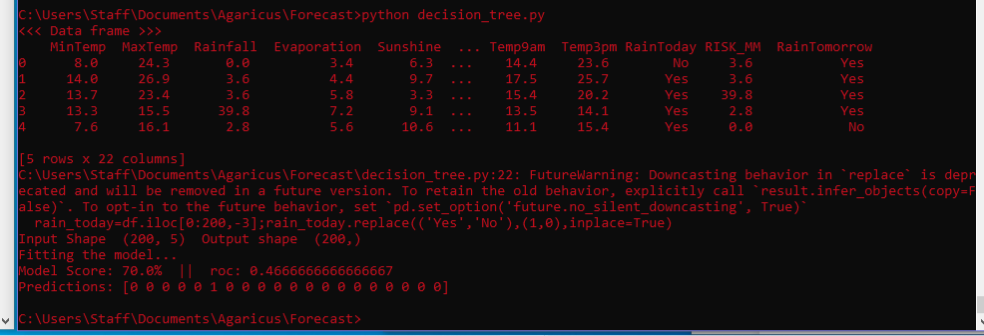 C:\Users\Staff\Documents\Agaricus\Forecast>python decision_tree.py
<<< Data frame >>>
MinTemp MaxTemp Rainfall Evaporation Sunshine ... Temp9am Temp3pm RainToday RISK_MM RainTomorrow
0 8.0 24.3 0.0 3.4 6.3 ... 14.4 23.6 No 3.6 Yes
1 14.0 26.9 3.6 4.4 9.7 ... 17.5 25.7 Yes 3.6 Yes
2 13.7 23.4 3.6 5.8 3.3 ... 15.4 20.2 Yes 39.8 Yes
3 13.3 15.5 39.8 7.2 9.1 ... 13.5 14.1 Yes 2.8 Yes
4 7.6 16.1 2.8 5.6 10.6 ... 11.1 15.4 Yes 0.0 No
[5 rows x 22 columns]
C:\Users\Staff\Documents\Agaricus\Forecast\decision_tree.py:22: FutureWarning: Downcasting behavior in `replace` is depr
ecated and will be removed in a future version. To retain the old behavior, explicitly call `result.infer_objects(copy=F
alse)`. To opt-in to the future behavior, set `pd.set_option('future.no_silent_downcasting', True)`
rain_today=df.iloc[0:200,-3];rain_today.replace(('Yes','No'),(1,0),inplace=True)
Input Shape (200, 5) Output shape (200,)
Fitting the model...
Model Score: 70.0% || roc: 0.4666666666666667
Predictions: [0 0 0 0 0 1 0 0 0 0 0 0 0 0 0 0 0 0 0 0]
C:\Users\Staff\Documents\Agaricus\Forecast>